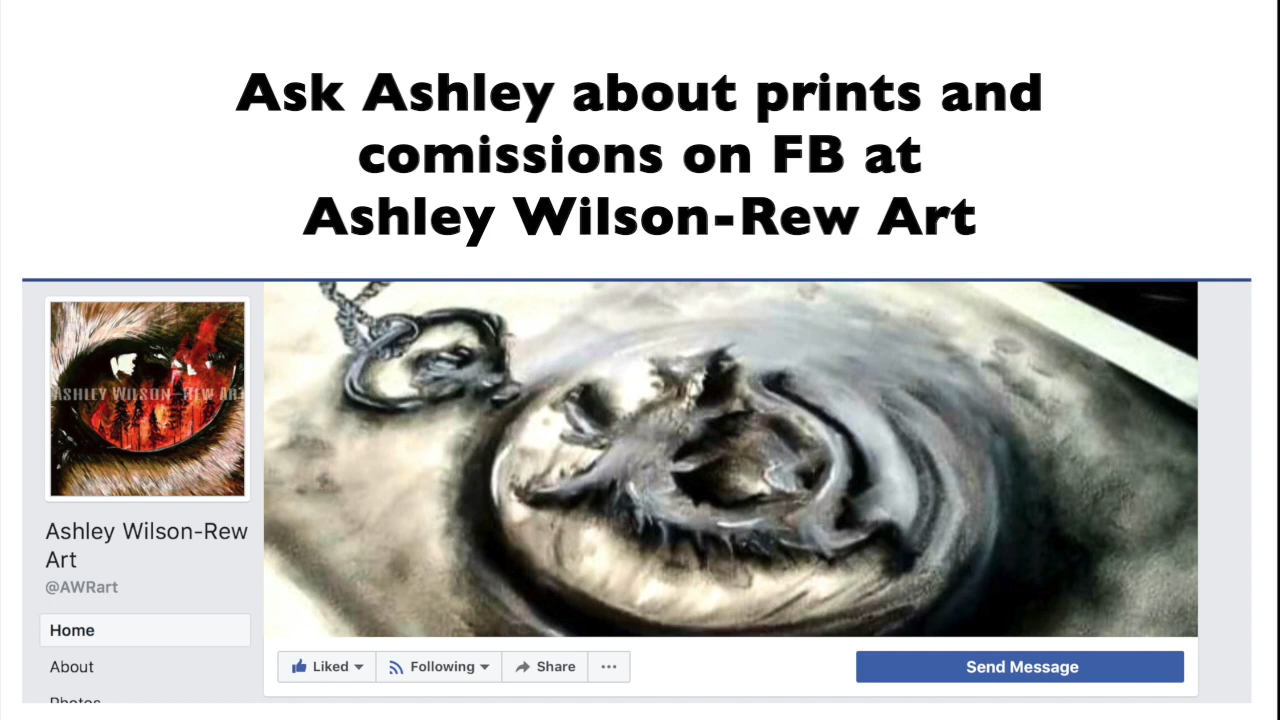 Ask Ashley about prints and
comissions on FB at
Ashley Wilson-Rew Art
ASHLEY WILSON-REW ART
Ashley Wilson-Rew
Art
@AWRart
Home
About
Photos
Liked
Following
Share
Send Message